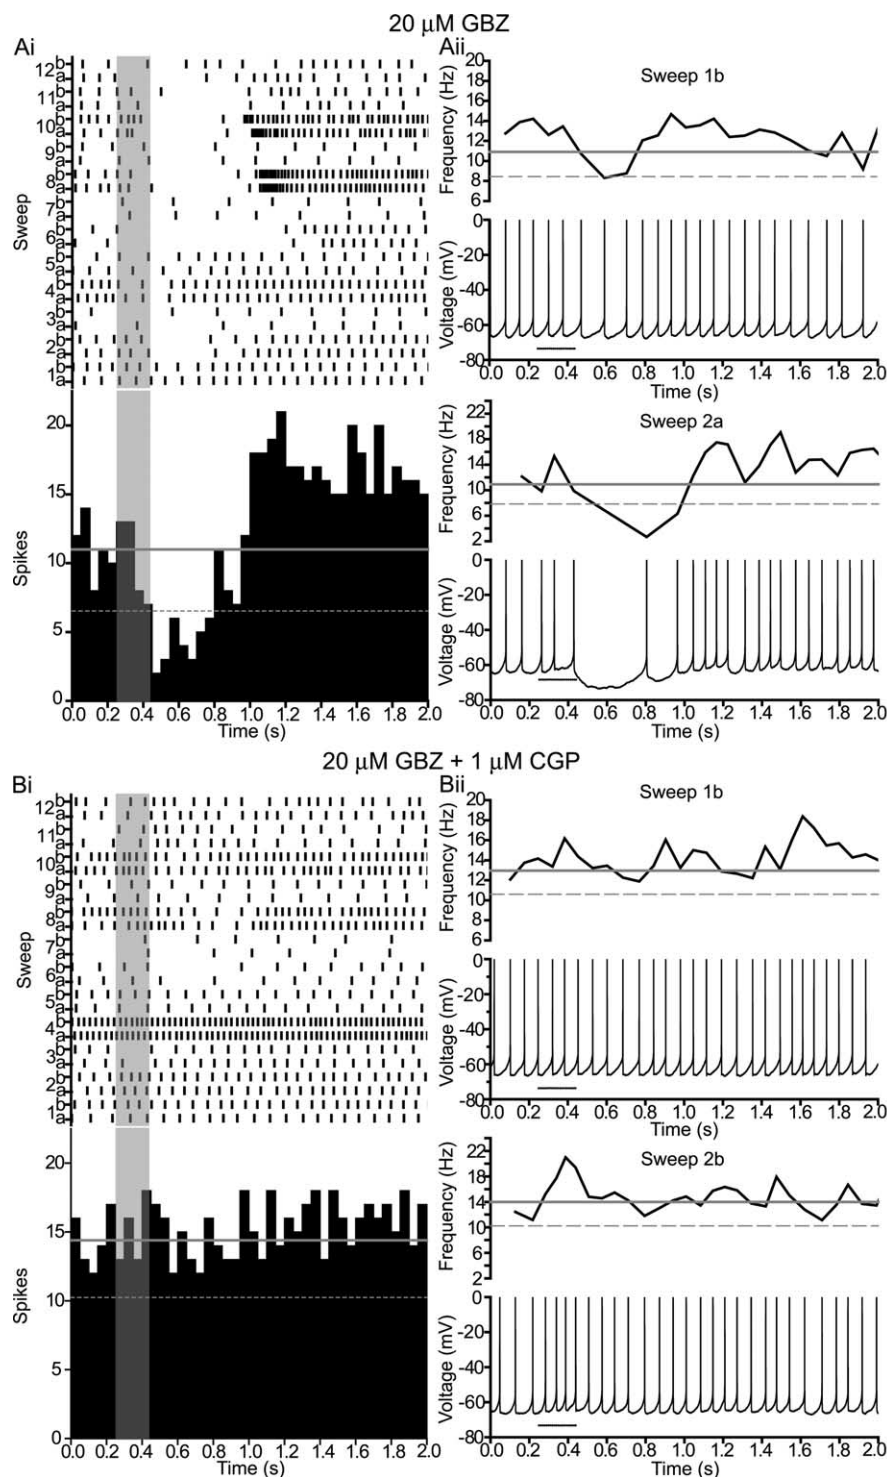 20 μM GBZ
Ai
Sweep
b
12
a
b
11
a
b
10
a
b
9
a
b
8
a
b
7
a
b
6
a
b
5
a
b
4
a
b
3
a
b
2
a
b
1
a
Spikes
20
15
10
5
0
0.0 0.2 0.4 0.6 0.8 1.0 1.2 1.4 1.6 1.8 2.0
Time (s)
Aii
Sweep 1b
Frequency (Hz)
20
18
16
14
12
10
8
6
Voltage (mV)
0
-20
-40
-60
-80
0.0 0.2 0.4 0.6 0.8 1.0 1.2 1.4 1.6 1.8 2.0
Time (s)
Sweep 2a
Frequency (Hz)
22
18
14
10
6
2
Voltage (mV)
0
-20
-40
-60
-80
0.0 0.2 0.4 0.6 0.8 1.0 1.2 1.4 1.6 1.8 2.0
Time (s)
20 μM GBZ + 1 μM CGP
Bi
Sweep
b
12
a
b
11
a
b
10
a
b
9
a
b
8
a
b
7
a
b
6
a
b
5
a
b
4
a
b
3
a
b
2
a
b
1
a
Spikes
20
15
10
5
0
0.0 0.2 0.4 0.6 0.8 1.0 1.2 1.4 1.6 1.8 2.0
Time (s)
Bii
Sweep 1b
Frequency (Hz)
20
18
16
14
12
10
8
6
Voltage (mV)
0
-20
-40
-60
-80
0.0 0.2 0.4 0.6 0.8 1.0 1.2 1.4 1.6 1.8 2.0
Time (s)
Sweep 2b
Frequency (Hz)
22
18
14
10
6
2
Voltage (mV)
0
-20
-40
-60
-80
0.0 0.2 0.4 0.6 0.8 1.0 1.2 1.4 1.6 1.8 2.0
Time (s)